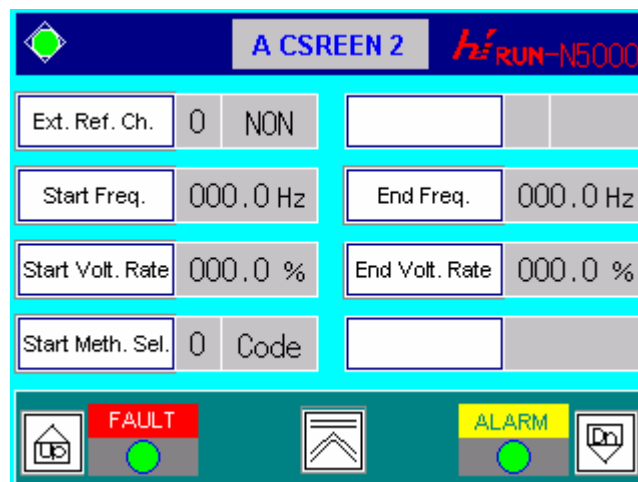 A CSREEN 2
hi RUN-N5000
Ext. Ref. Ch. 0 NON
Start Freq. 000.0 Hz End Freq. 000.0 Hz
Start Volt. Rate 000.0 % End Volt. Rate 000.0 %
Start Meth. Sel. 0 Code
FAULT ALARM
UP Dn